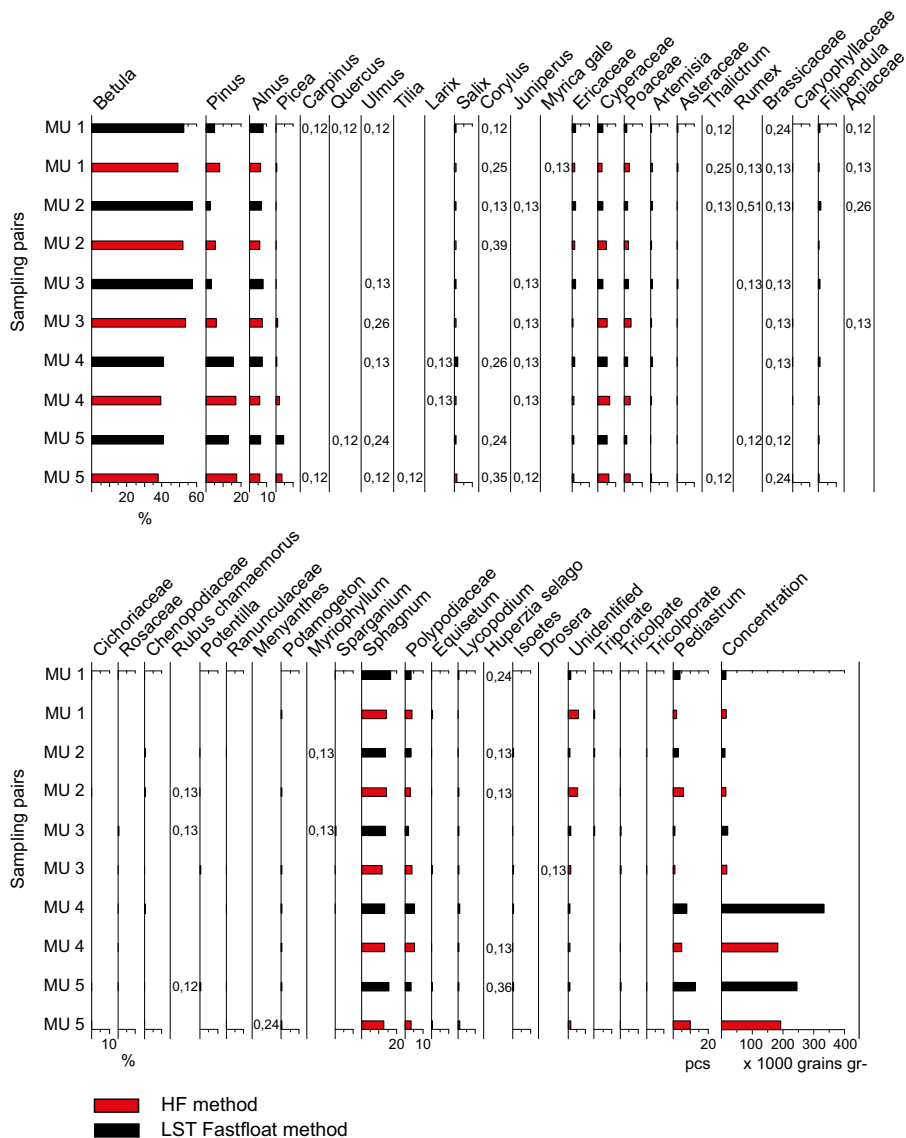 Betula Pinus Alnus Picea Carpinus Quercus Ulmus Tilia Larix Salix Corylus Juniperus Myrica gale Ericaceae Cyperaceae Poaceae Artemisia Asteraceae Thalictrum Rumex Brassicaceae Caryophyllaceae Filipendula Apiaceae
Sampling pairs
MU 1 0,12 0,12 0,12 0,12 0,12 0,24 0,12
MU 1 0,25 0,13 0,25 0,13 0,13 0,13
MU 2 0,13 0,13 0,13 0,51 0,13 0,26
MU 2 0,39
MU 3 0,13 0,13 0,13 0,13
MU 3 0,26 0,13 0,13 0,13
MU 4 0,13 0,13 0,26 0,13 0,13
MU 4 0,13 0,13
MU 5 0,12 0,24 0,24 0,12 0,12
MU 5 0,12 0,12 0,12 0,35 0,12 0,12 0,24
20 40 60 20 10
%
Cichoriaceae Rosaceae Chenopodiaceae Rubus chamaemorus Potentilla Ranunculaceae Menyanthes Potamogeton Myriophyllum Sparganium Sphagnum Polypodiaceae Equisetum Lycopodium Huperzia selago Isoetes Drosera Unidentified Triporate Tricolpate Tricolporate Pediastrum Concentration
Sampling pairs
MU 1 0,24
MU 1
MU 2 0,13 0,13
MU 2 0,13 0,13
MU 3 0,13 0,13
MU 3 0,13
MU 4
MU 4 0,13
MU 5 0,12 0,36
MU 5 0,24
10 20 10 20 100 200 300 400
% pcs x 1000 grains gr-
HF method
LST Fastfloat method